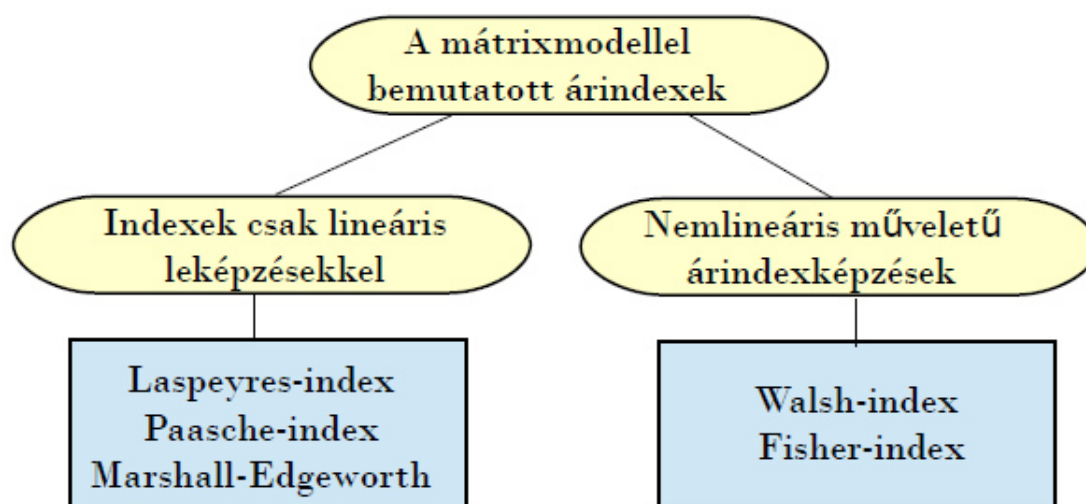 A mátrixmodellel
bemutatott árindexek
Indexek csak lineáris
leképzésekkel
Nemlineáris műveletű
árindexképzések
Laspeyres-index
Paasche-index
Marshall-Edgeworth
Walsh-index
Fisher-index